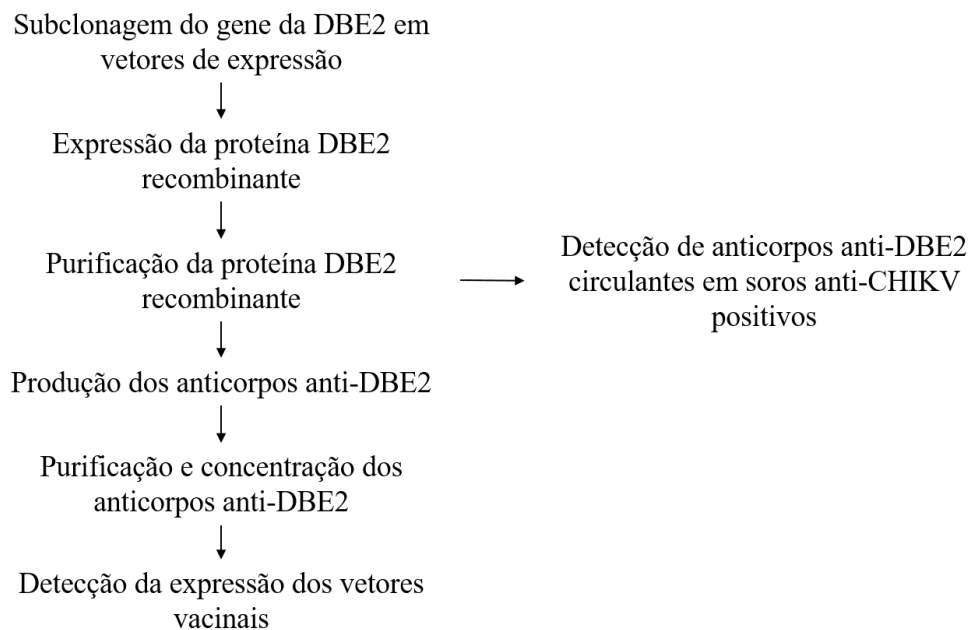 Subclonagem do gene da DBE2 em
vetores de expressão
Expressão da proteína DBE2
recombinante
Purificação da proteína DBE2
recombinante
Detecção de anticorpos anti-DBE2
circulantes em soros anti-CHIKV
positivos
Produção dos anticorpos anti-DBE2
Purificação e concentração dos
anticorpos anti-DBE2
Detecção da expressão dos vetores
vacinais